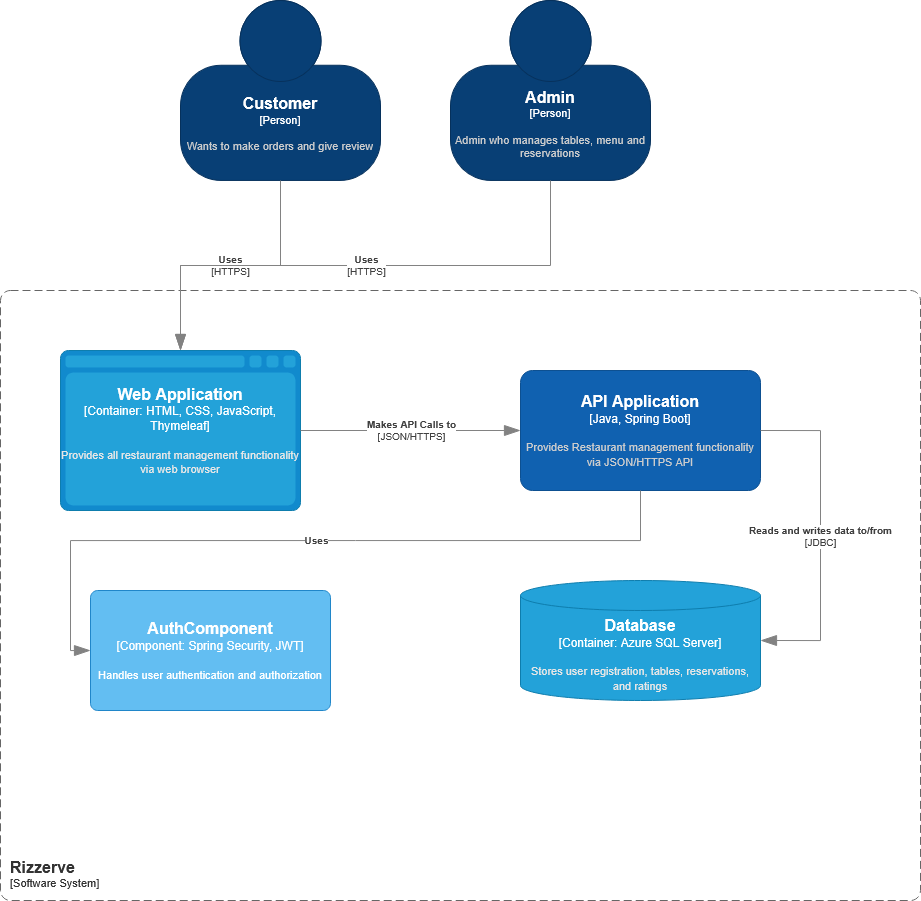 Customer
[Person]
Wants to make orders and give review
Admin
[Person]
Admin who manages tables, menu and
reservations
Uses
[HTTPS]
Uses
[HTTPS]
Web Application
[Container: HTML, CSS, JavaScript,
Thymeleaf]
Provides all restaurant management functionality
via web browser
Makes API Calls to
[JSON/HTTPS]
API Application
[Java, Spring Boot]
Provides Restaurant management functionality
via JSON/HTTPS API
Reads and writes data to/from
[JDBC]
Uses
AuthComponent
[Component: Spring Security, JWT]
Handles user authentication and authorization
Database
[Container: Azure SQL Server]
Stores user registration, tables, reservations,
and ratings
Rizzerve
[Software System]